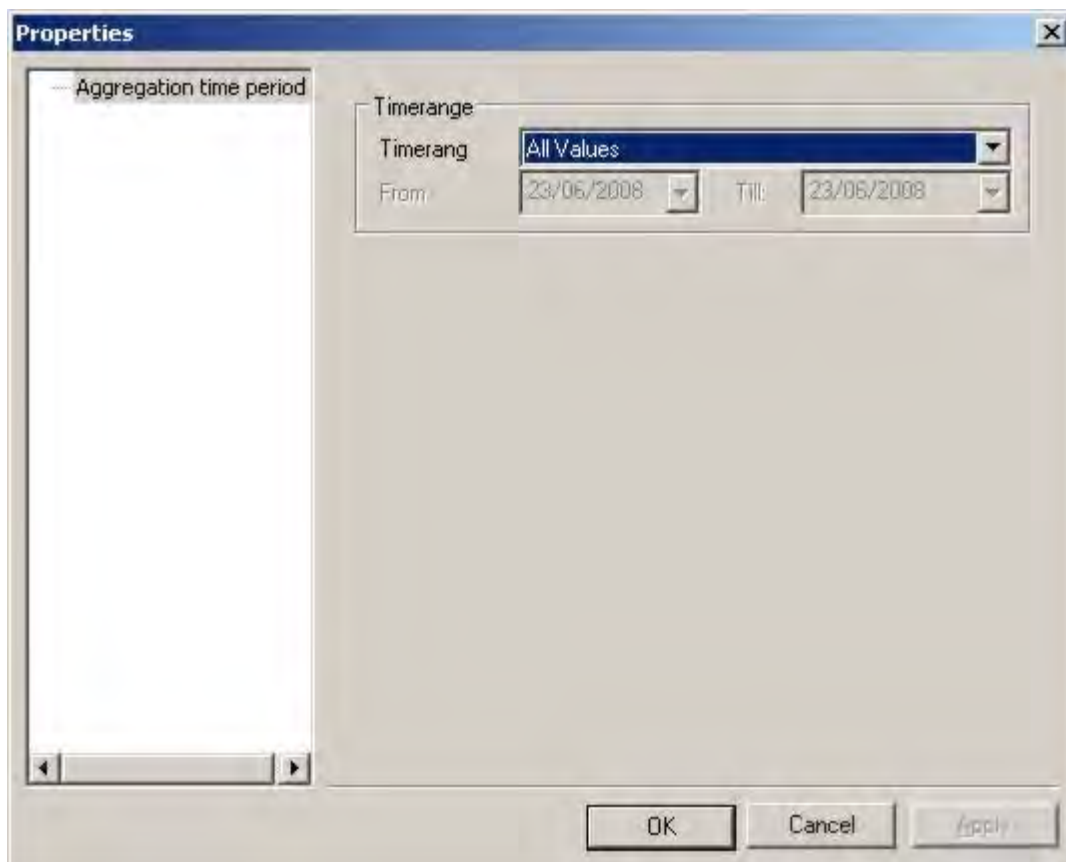 Properties
Aggregation time period
Timerange
Timerang All Values
From 23/06/2008 Till: 23/06/2008
OK Cancel Apply